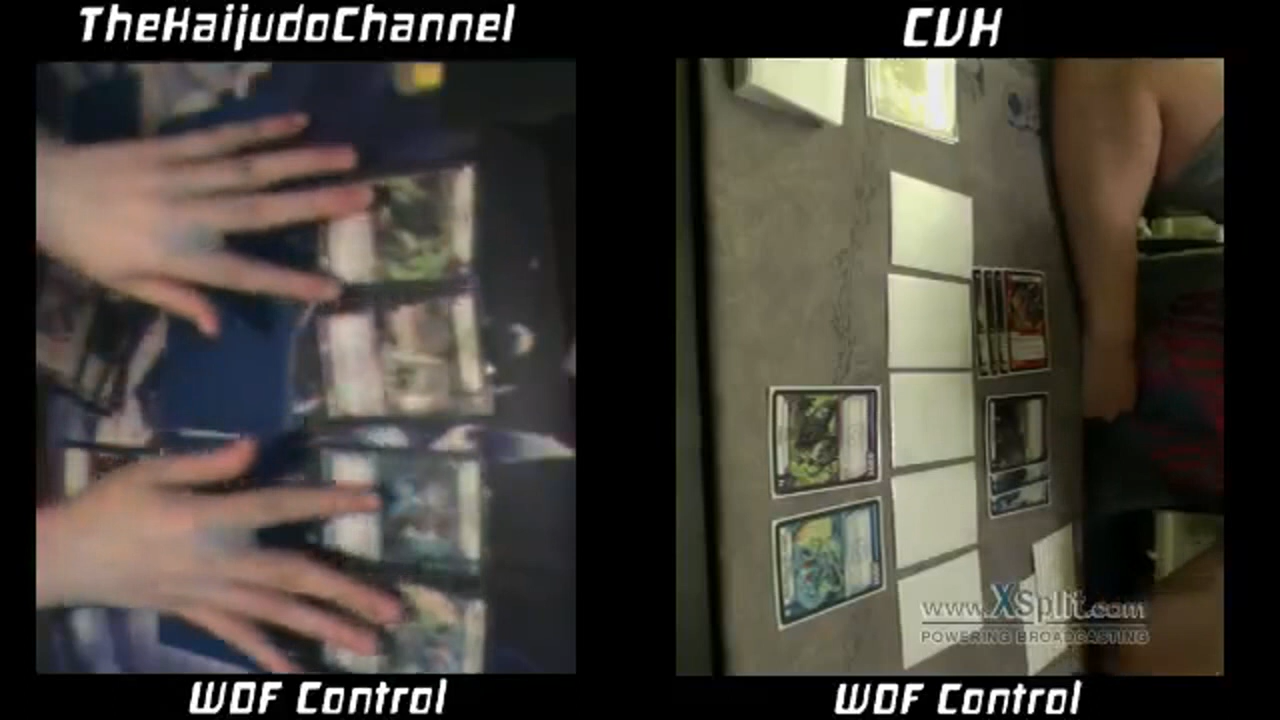 TheKaijudoChannel
CVH
www.XSplit.com
POWERING BROADCASTING
WDF Control
WDF Control